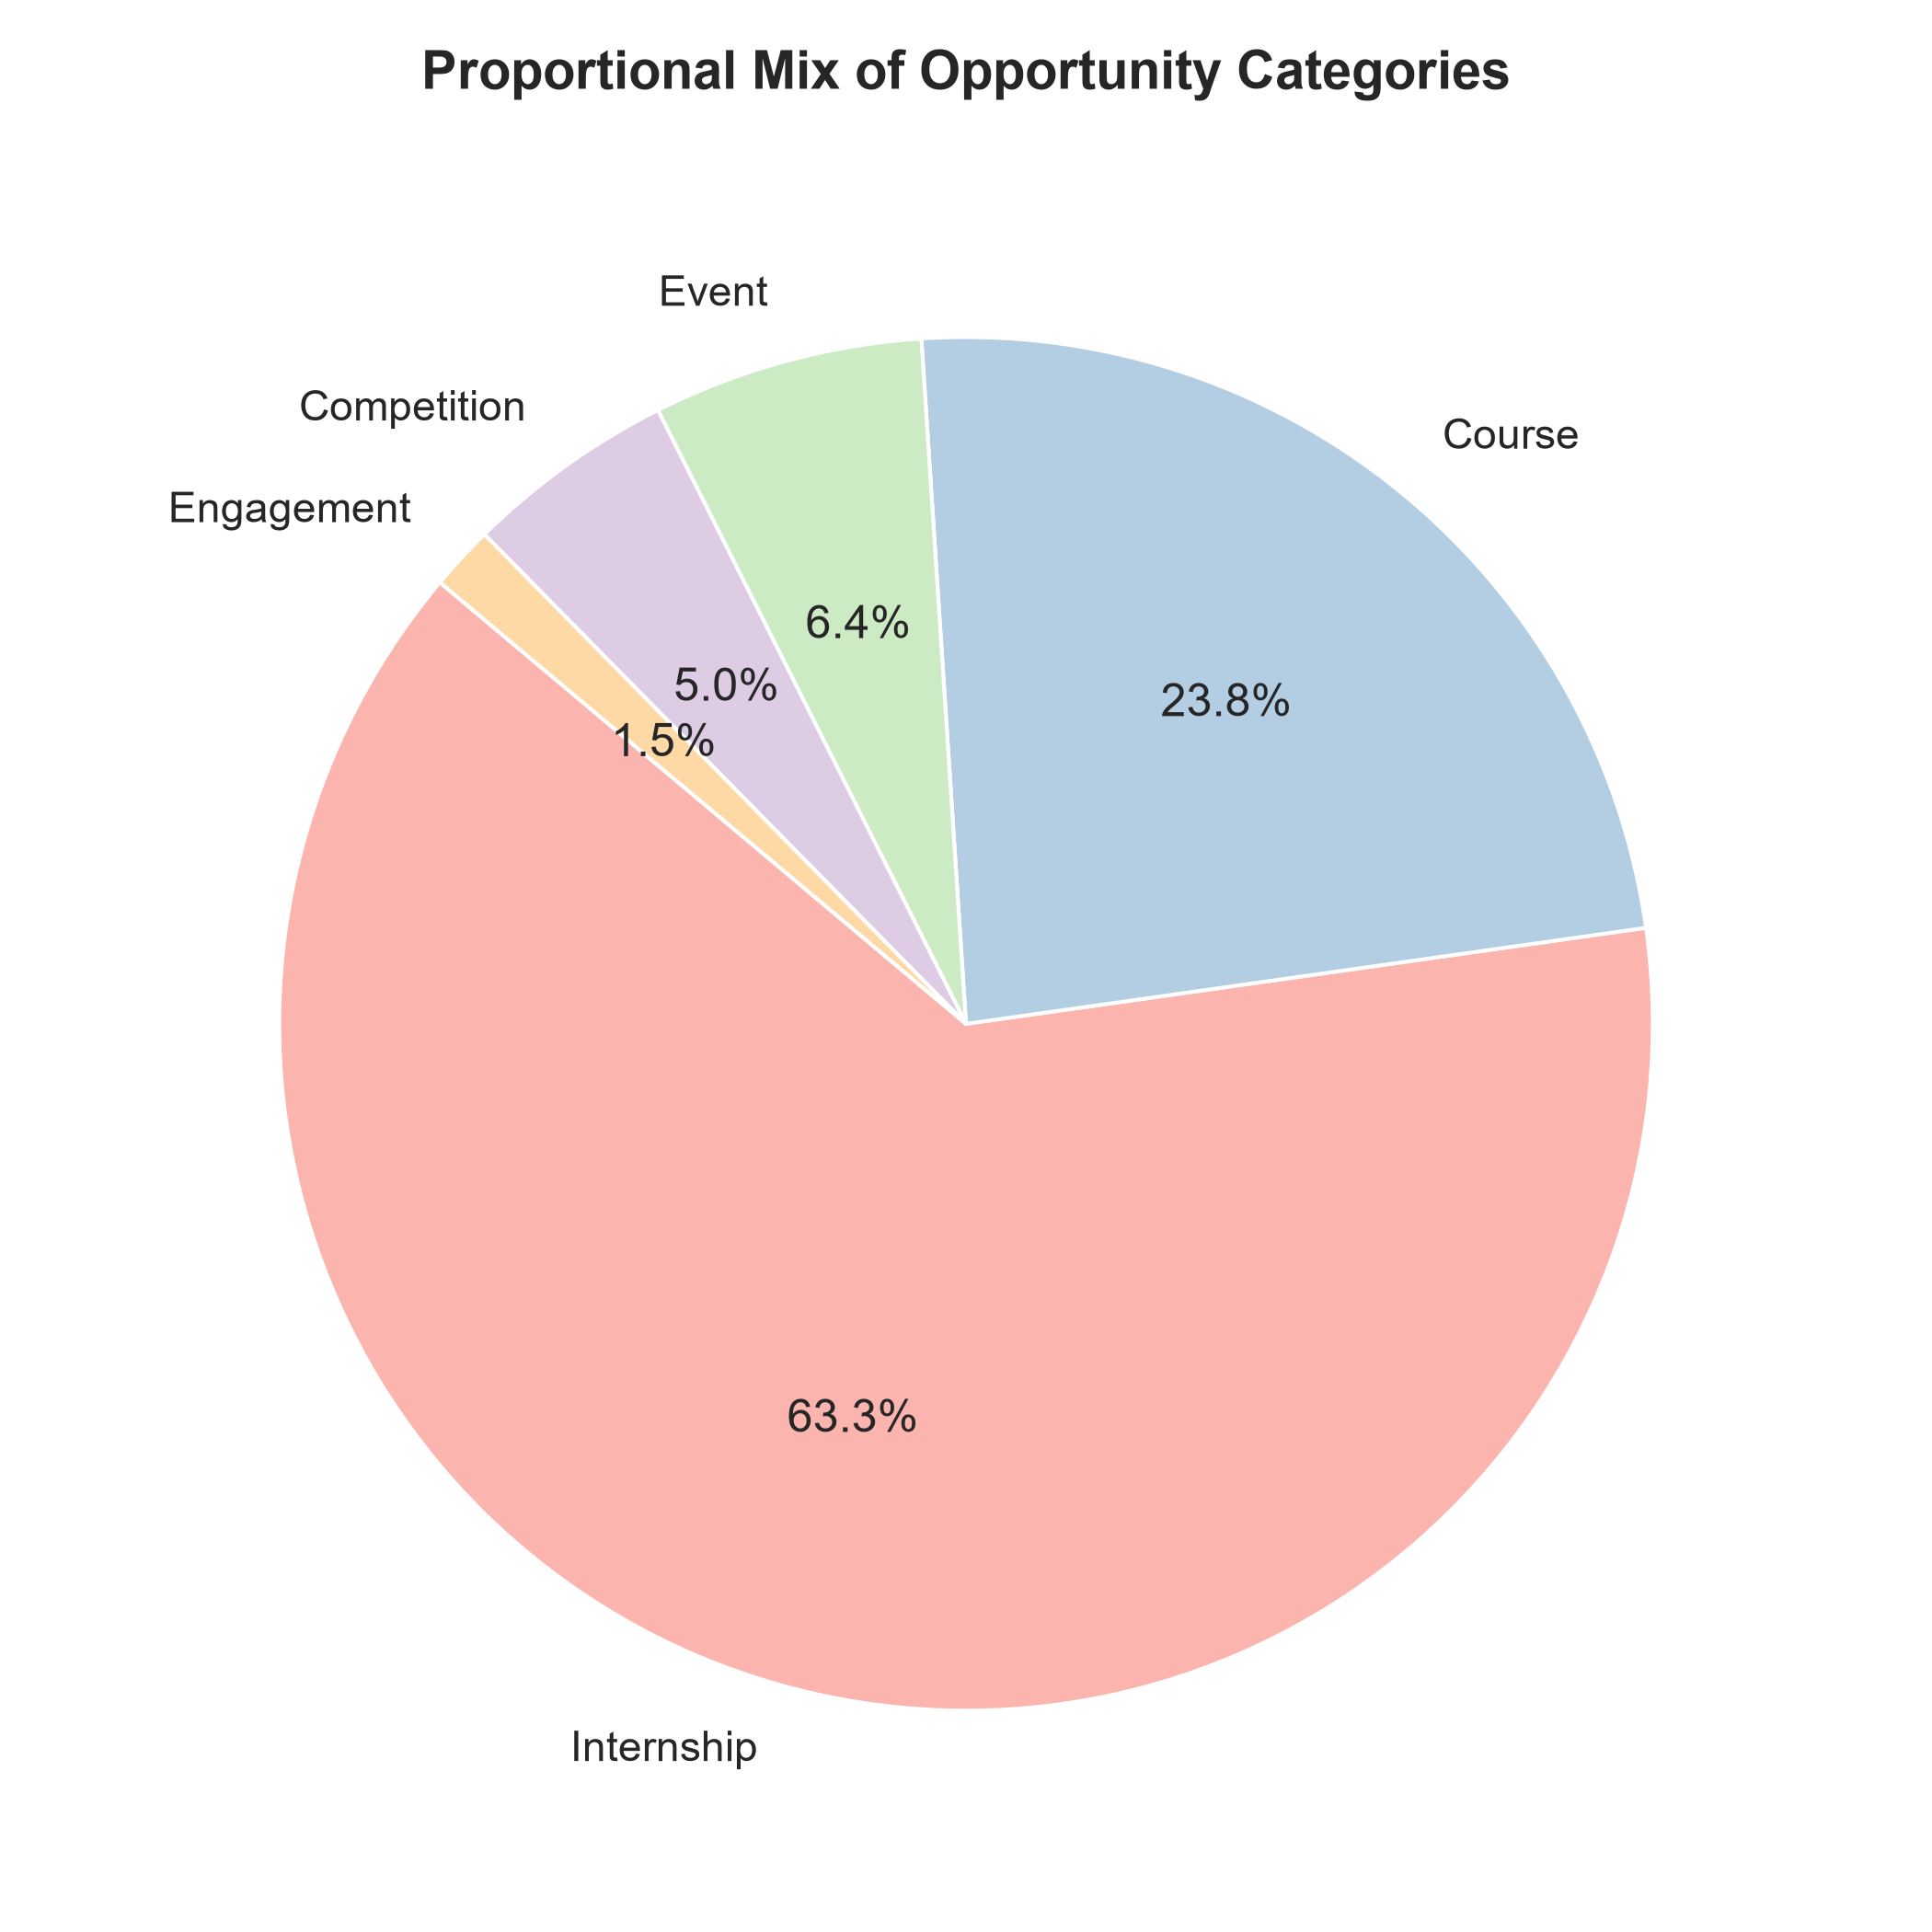 Proportional Mix of Opportunity Categories
Event
Competition
Course
Engagement
6.4%
5.0%
23.8%
1.5%
63.3%
Internship